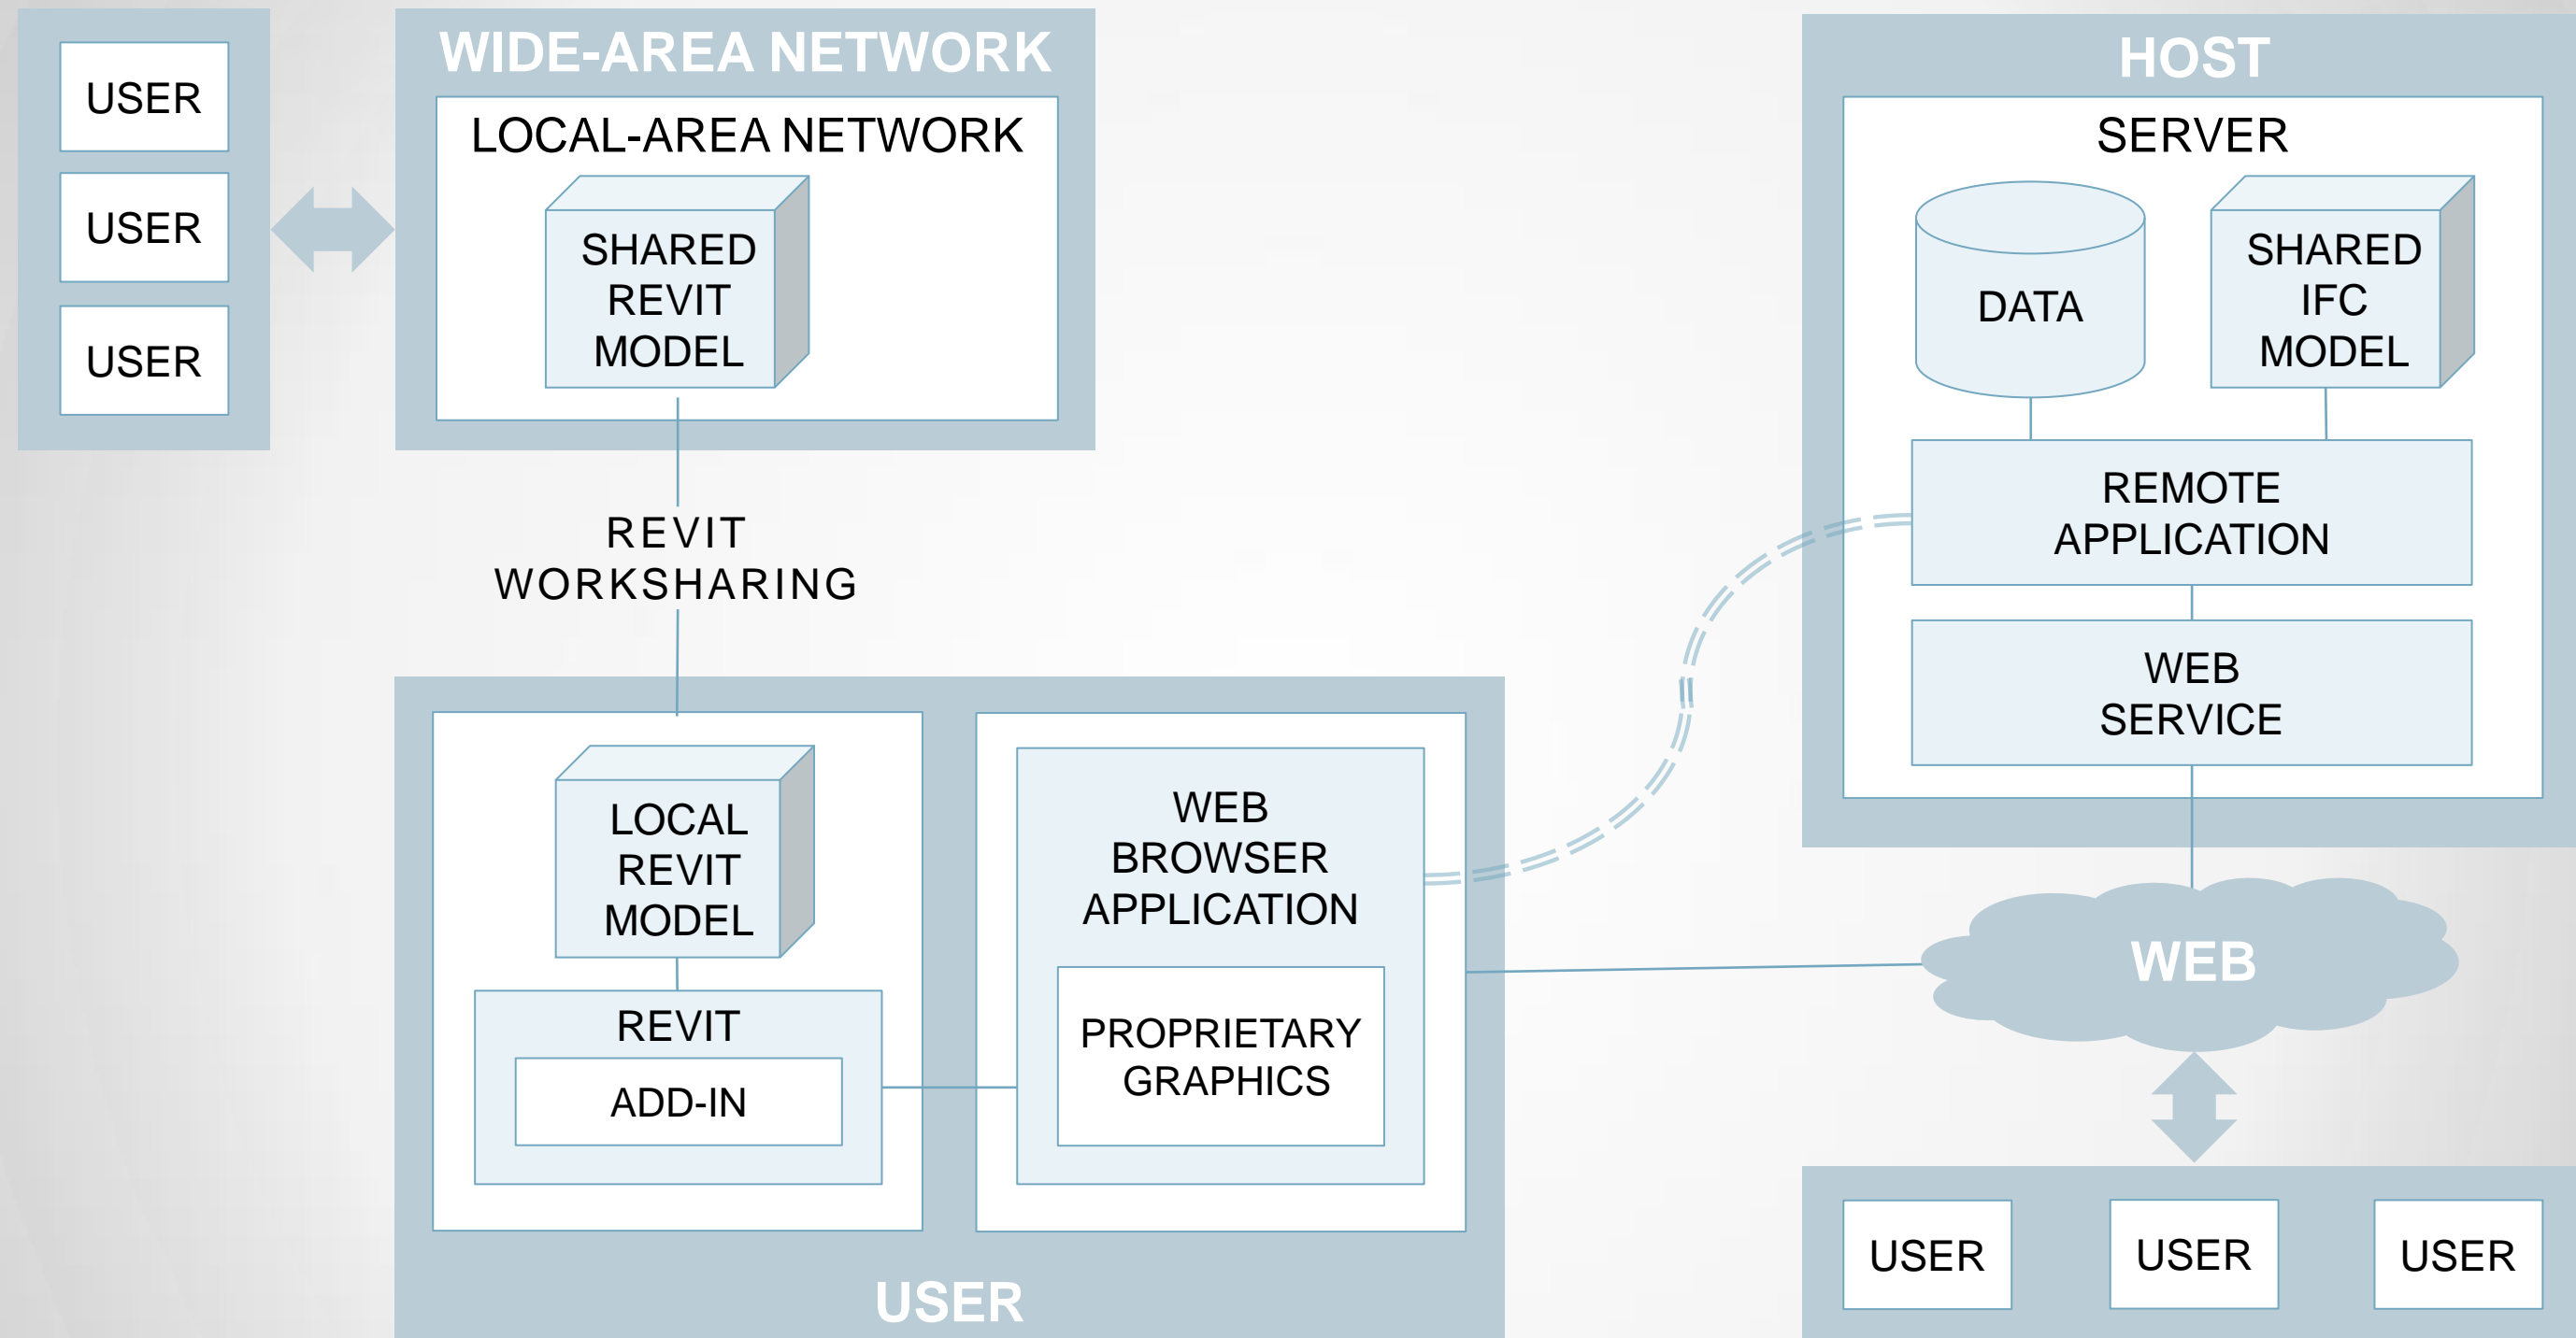 USER
USER
USER
WIDE-AREA NETWORK
LOCAL-AREA NETWORK
SHARED
REVIT
MODEL
REVIT
WORKSHARING
HOST
SERVER
DATA
SHARED
IFC
MODEL
REMOTE
APPLICATION
WEB
SERVICE
LOCAL
REVIT
MODEL
REVIT
ADD-IN
WEB
BROWSER
APPLICATION
PROPRIETARY
GRAPHICS
USER
WEB
USER
USER
USER